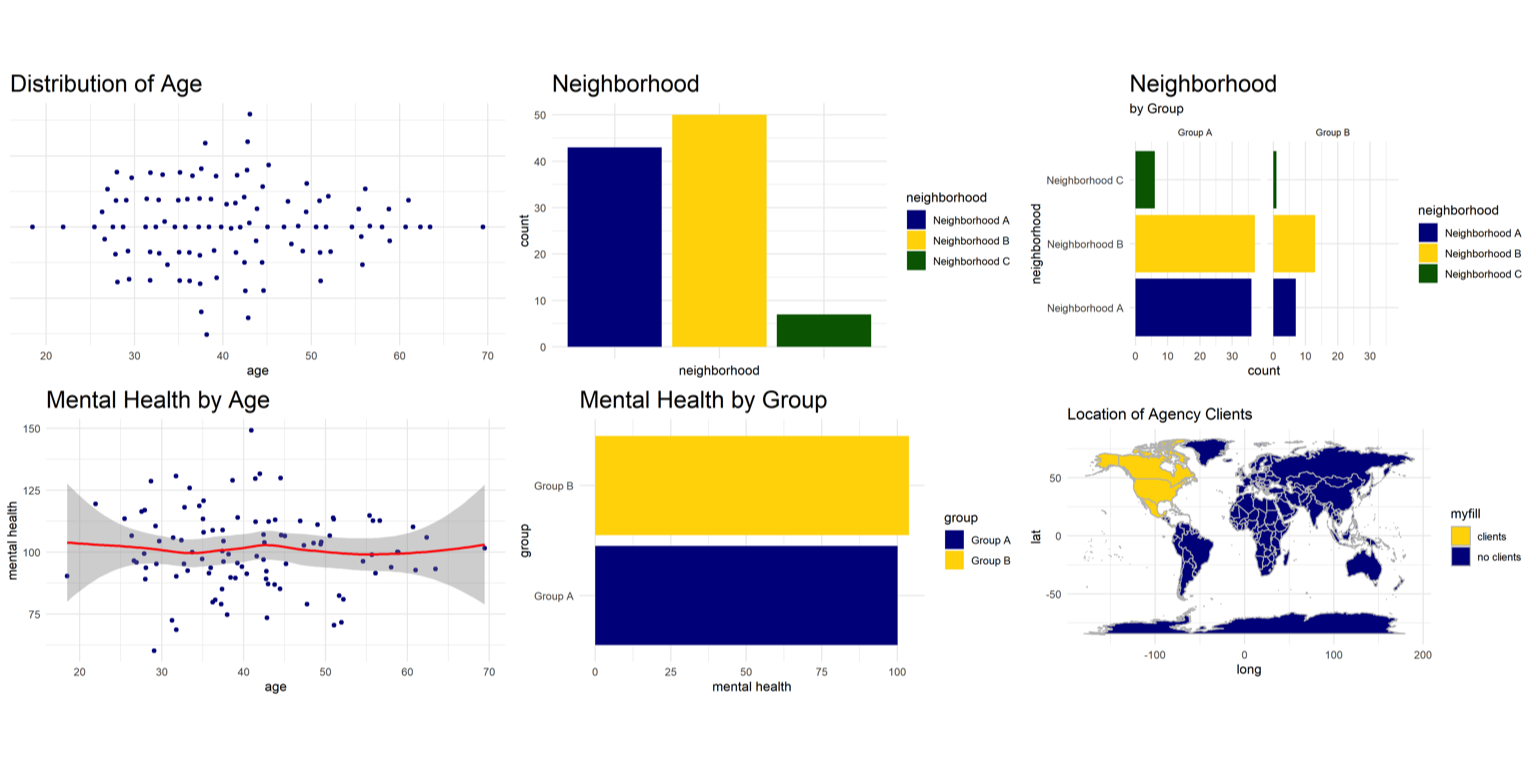 Distribution of Age
20 30 40 50 60 70
age
Neighborhood
50
40
30
20
10
0
count
neighborhood
neighborhood
Neighborhood A
Neighborhood B
Neighborhood C
Neighborhood
by Group
Group A Group B
Neighborhood C
Neighborhood B
Neighborhood A
neighborhood
0 10 20 30 0 10 20 30
count
neighborhood
Neighborhood A
Neighborhood B
Neighborhood C
Mental Health by Age
150
125
100
75
mental health
20 30 40 50 60 70
age
Mental Health by Group
Group B
Group A
group
0 25 50 75 100
mental health
group
Group A
Group B
Location of Agency Clients
50
0
-50
lat
-100 0 100 200
long
myfill
clients
no clients